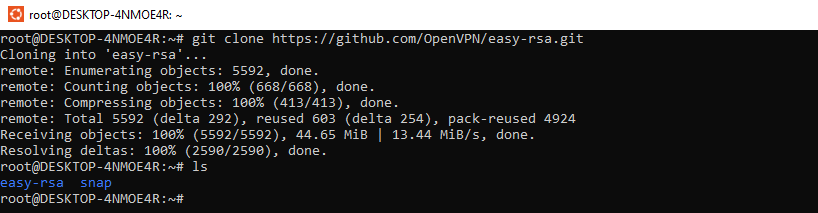 root@DESKTOP-4NMOE4R: ~
root@DESKTOP-4NMOE4R:~# git clone https://github.com/OpenVPN/easy-rsa.git
Cloning into 'easy-rsa'...
remote: Enumerating objects: 5592, done.
remote: Counting objects: 100% (668/668), done.
remote: Compressing objects: 100% (413/413), done.
remote: Total 5592 (delta 292), reused 603 (delta 254), pack-reused 4924
Receiving objects: 100% (5592/5592), 44.65 MiB | 13.44 MiB/s, done.
Resolving deltas: 100% (2590/2590), done.
root@DESKTOP-4NMOE4R:~# ls
easy-rsa  snap
root@DESKTOP-4NMOE4R:~#